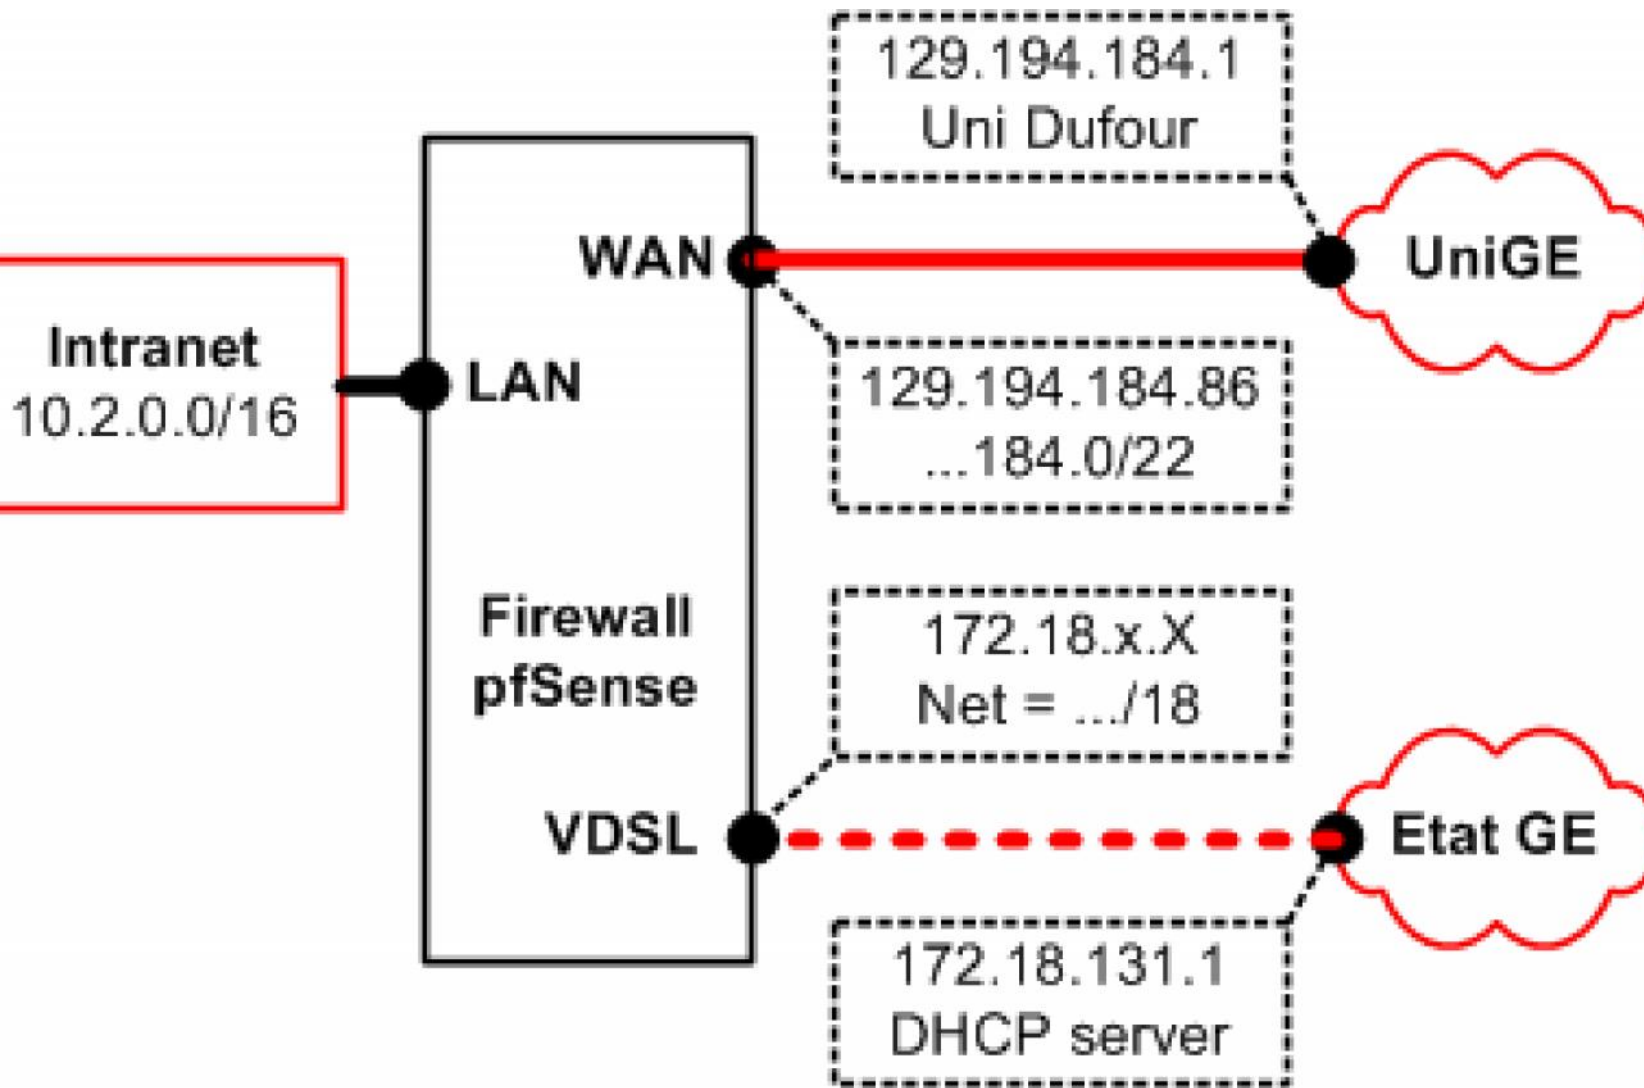 129.194.184.1
Uni Dufour
WAN
UniGE
Intranet
10.2.0.0/16
LAN
129.194.184.86
...184.0/22
Firewall
pfSense
172.18.x.X
Net = .../18
VDSL
Etat GE
172.18.131.1
DHCP server